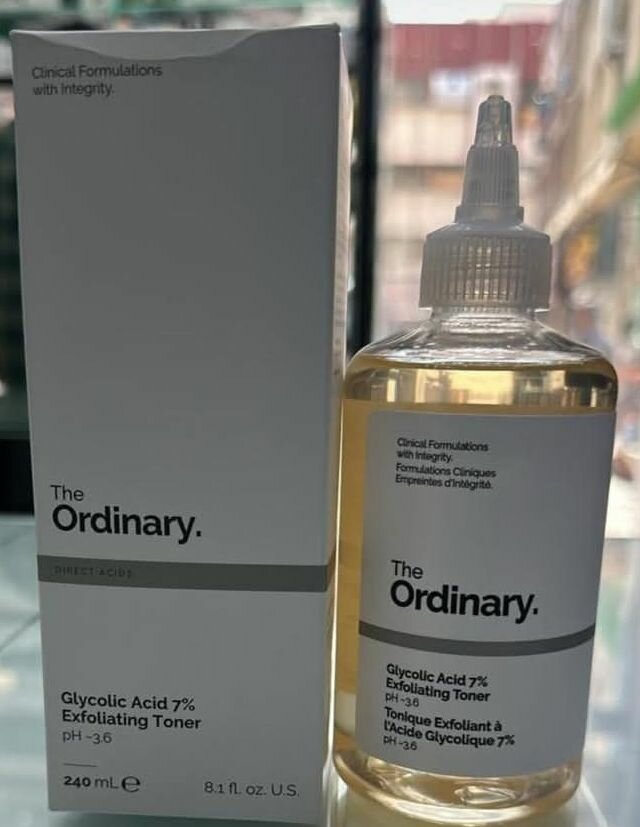 Clinical Formulations
with Integrity.
The
Ordinary.
DIRECT ACIDS
Glycolic Acid 7%
Exfoliating Toner
pH ~3.6
240 mL e
8.1 fl. oz. U.S.
Clinical Formulations
with Integrity.
Formulations Cliniques
Empreintes d'Intégrité.
The
Ordinary.
Glycolic Acid 7%
Exfoliating Toner
pH ~3.6
Tonique Exfoliant à
l'Acide Glycolique 7%
pH ~3.6